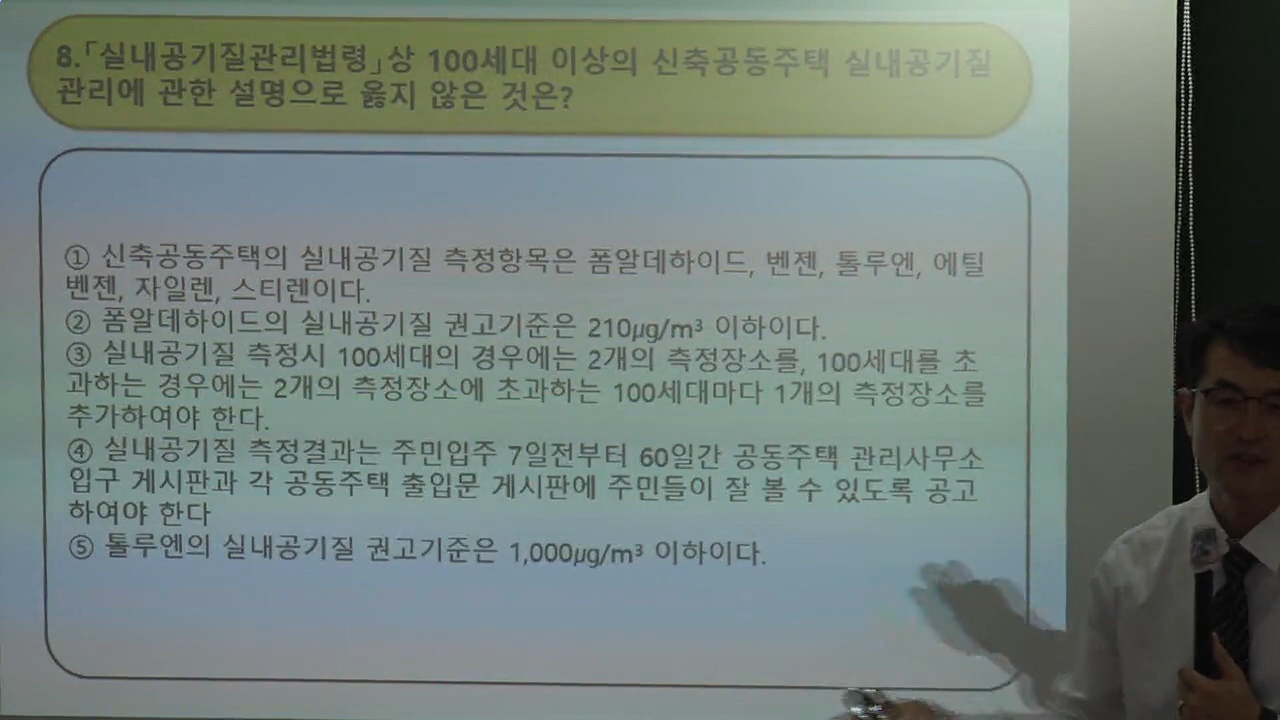 8.「실내공기질관리법령」상 100세대 이상의 신축공동주택 실내공기질
관리에 관한 설명으로 옳지 않은 것은?
① 신축공동주택의 실내공기질 측정항목은 폼알데하이드, 벤젠, 톨루엔, 에틸
벤젠, 자일렌, 스티렌이다.
② 폼알데하이드의 실내공기질 권고기준은 210μg/m³ 이하이다.
③ 실내공기질 측정시 100세대의 경우에는 2개의 측정장소를, 100세대를 초
과하는 경우에는 2개의 측정장소에 초과하는 100세대마다 1개의 측정장소를
추가하여야 한다.
④ 실내공기질 측정결과는 주민입주 7일전부터 60일간 공동주택 관리사무소
입구 게시판과 각 공동주택 출입문 게시판에 주민들이 잘 볼 수 있도록 공고
하여야 한다
⑤ 톨루엔의 실내공기질 권고기준은 1,000μg/m³ 이하이다.